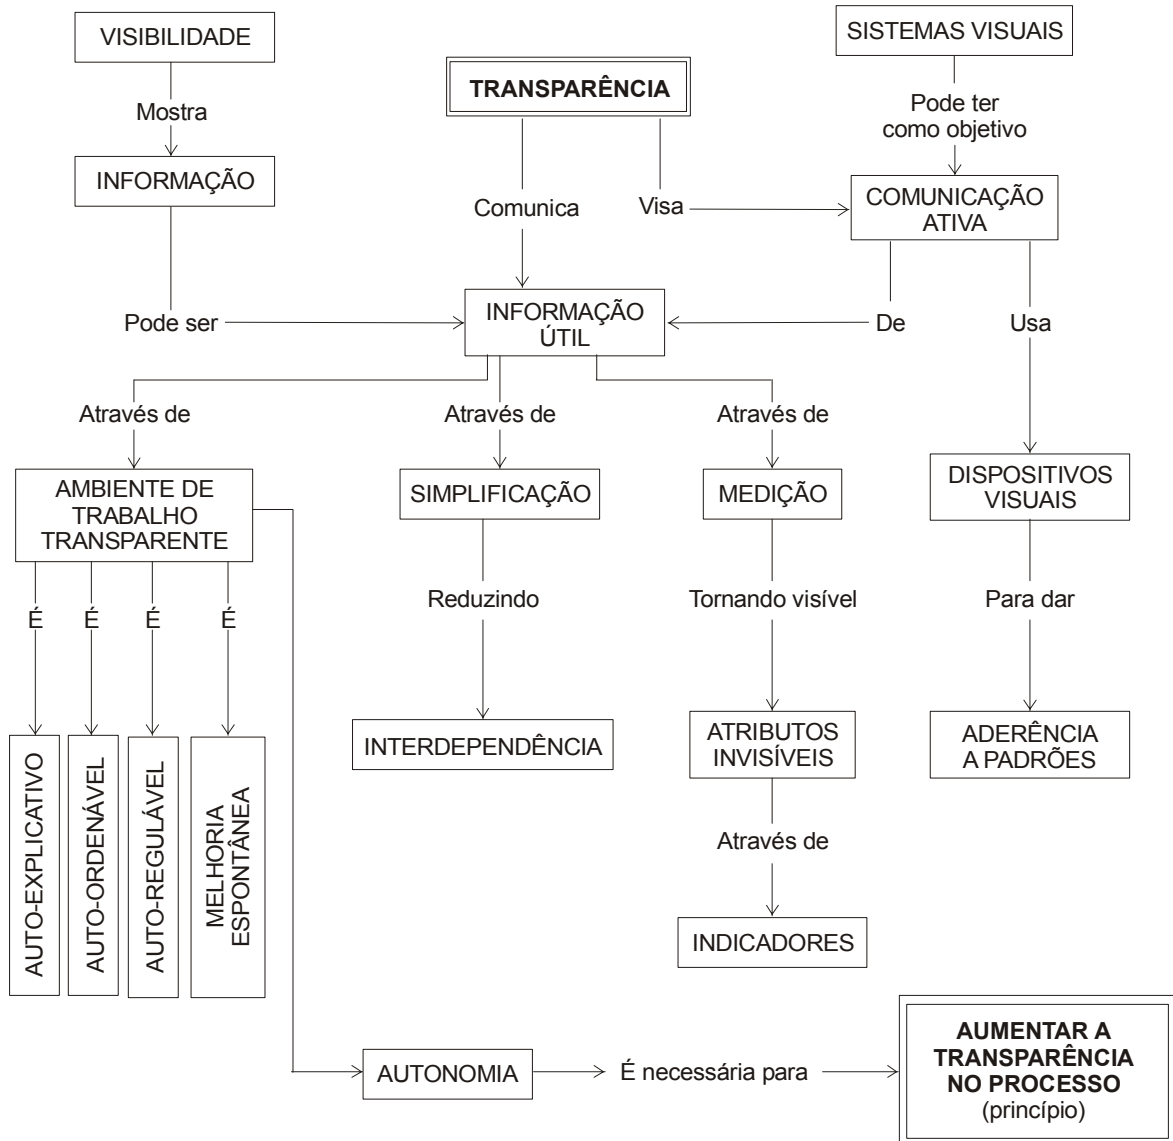 VISIBILIDADE
SISTEMAS VISUAIS
TRANSPARÊNCIA
Mostra
Pode ter
como objetivo
INFORMAÇÃO
COMUNICAÇÃO
ATIVA
Comunica
Visa
INFORMAÇÃO
ÚTIL
Pode ser
De
Usa
Através de
Através de
Através de
AMBIENTE DE
TRABALHO
TRANSPARENTE
SIMPLIFICAÇÃO
MEDIÇÃO
DISPOSITIVOS
VISUAIS
É
É
É
É
Reduzindo
Tornando visível
Para dar
AUTO-EXPLICATIVO
AUTO-ORDENÁVEL
AUTO-REGULÁVEL
MELHORIA
ESPONTÂNEA
INTERDEPENDÊNCIA
ATRIBUTOS
INVISÍVEIS
ADERÊNCIA
A PADRÕES
Através de
INDICADORES
AUTONOMIA
É necessária para
AUMENTAR A
TRANSPARÊNCIA
NO PROCESSO
(princípio)